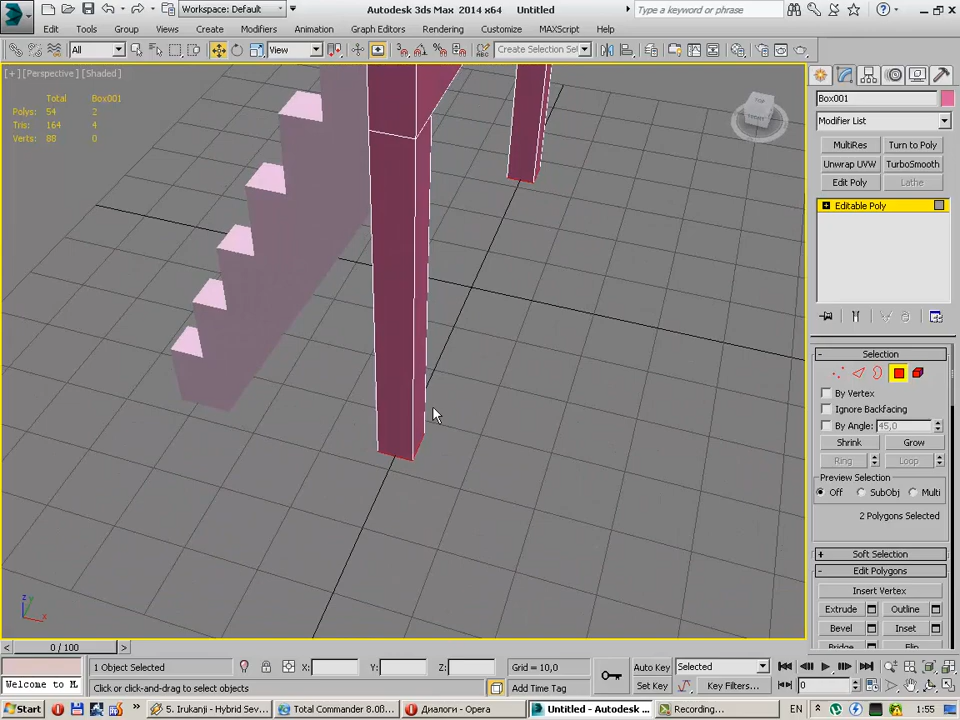 Workspace: Default
Autodesk 3ds Max 2014 x64 Untitled
Type a keyword or phrase
Edit Tools Group Views Create Modifiers Animation Graph Editors Rendering Customize MAXScript Help
All View Create Selection Se
[+] [Perspective] [Shaded]
Total Box001
Polys: 54 2
Tris: 164 4
Verts: 88 0
Box001
Modifier List
MultiRes Turn to Poly
Unwrap UVW TurboSmooth
Edit Poly Lathe
Editable Poly
Selection
By Vertex
Ignore Backfacing
By Angle: 45,0
Shrink Grow
Ring Loop
Preview Selection
Off SubObj Multi
2 Polygons Selected
Soft Selection
Edit Polygons
Insert Vertex
Extrude Outline
Bevel Inset
Bridge Flip
z y x
0 / 100
1 Object Selected X: Y: Z: Grid = 10,0 Auto Key Selected
Welcome to M. Click or click-and-drag to select objects Add Time Tag Set Key Key Filters... 0
Start 5. Irukanji - Hybrid Sev... Total Commander 8.0... Диалоги - Opera Untitled - Autodesk ... Recording... EN 1:55